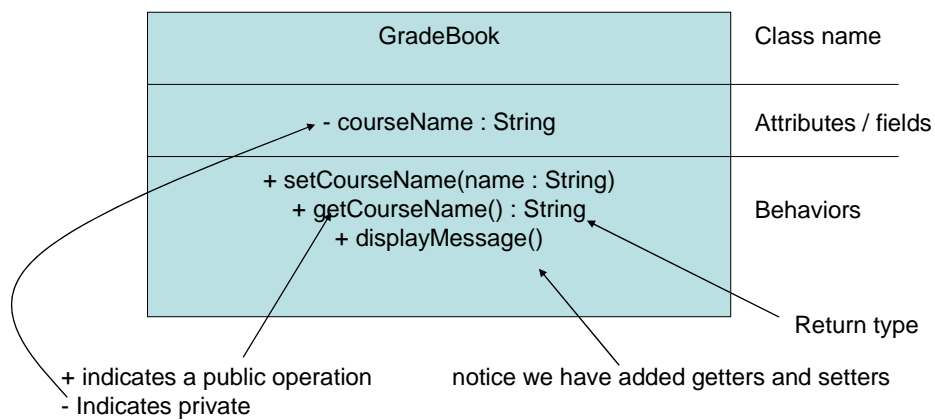 GradeBook
Class name
- courseName : String
Attributes / fields
+ setCourseName(name : String)
+ getCourseName() : String
+ displayMessage()
Behaviors
Return type
+ indicates a public operation
- Indicates private
notice we have added getters and setters